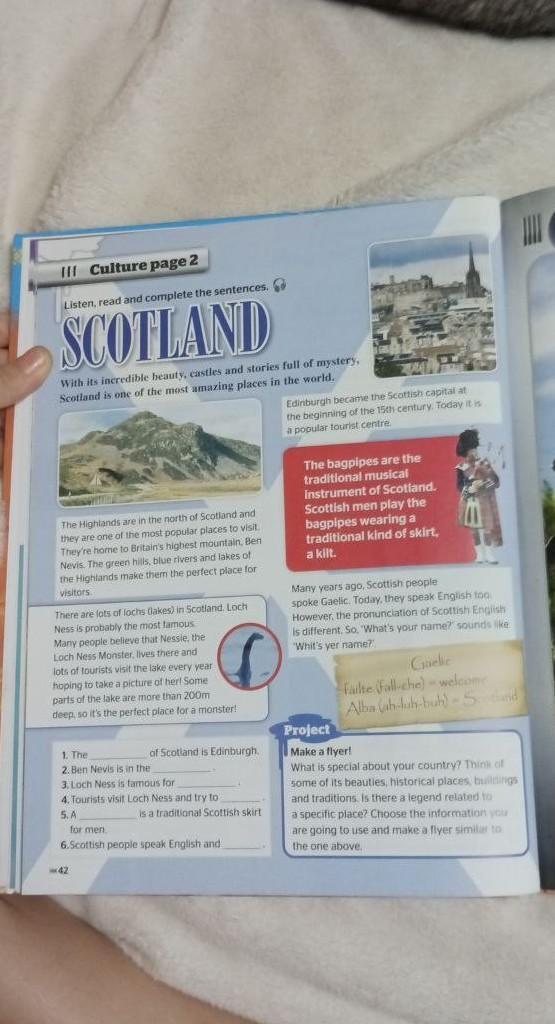 Culture page 2
Listen, read and complete the sentences.
SCOTLAND
With its incredible beauty, castles and stories full of mystery,
Scotland is one of the most amazing places in the world.
Edinburgh became the Scottish capital at
the beginning of the 15th century. Today it is
a popular tourist centre.
The Highlands are in the north of Scotland and
they are one of the most popular places to visit.
They're home to Britain's highest mountain, Ben
Nevis. The green hills, blue rivers and lakes of
the Highlands make them the perfect place for
visitors.
The bagpipes are the
traditional musical
instrument of Scotland.
Scottish men play the
bagpipes wearing a
traditional kind of skirt,
a kilt.
There are lots of lochs (lakes) in Scotland. Loch
Ness is probably the most famous.
Many people believe that Nessie, the
Loch Ness Monster, lives there and
lots of tourists visit the lake every year
hoping to take a picture of her! Some
parts of the lake are more than 200m
deep, so it's the perfect place for a monster!
Many years ago, Scottish people
spoke Gaelic. Today, they speak English too.
However, the pronunciation of Scottish English
is different. So, 'What's your name?' sounds like
'Whit's yer name?'.
Gaelic
Fàilte (fall-che) = welcome
Alba (ah-luh-buh) = Scotland
1. The ________ of Scotland is Edinburgh.
2. Ben Nevis is in the ________.
3. Loch Ness is famous for ________.
4. Tourists visit Loch Ness and try to ________.
5. A ________ is a traditional Scottish skirt
for men.
6. Scottish people speak English and ________.
Project
Make a flyer!
What is special about your country? Think of
some of its beauties, historical places, buildings
and traditions. Is there a legend related to
a specific place? Choose the information you
are going to use and make a flyer similar to
the one above.
42